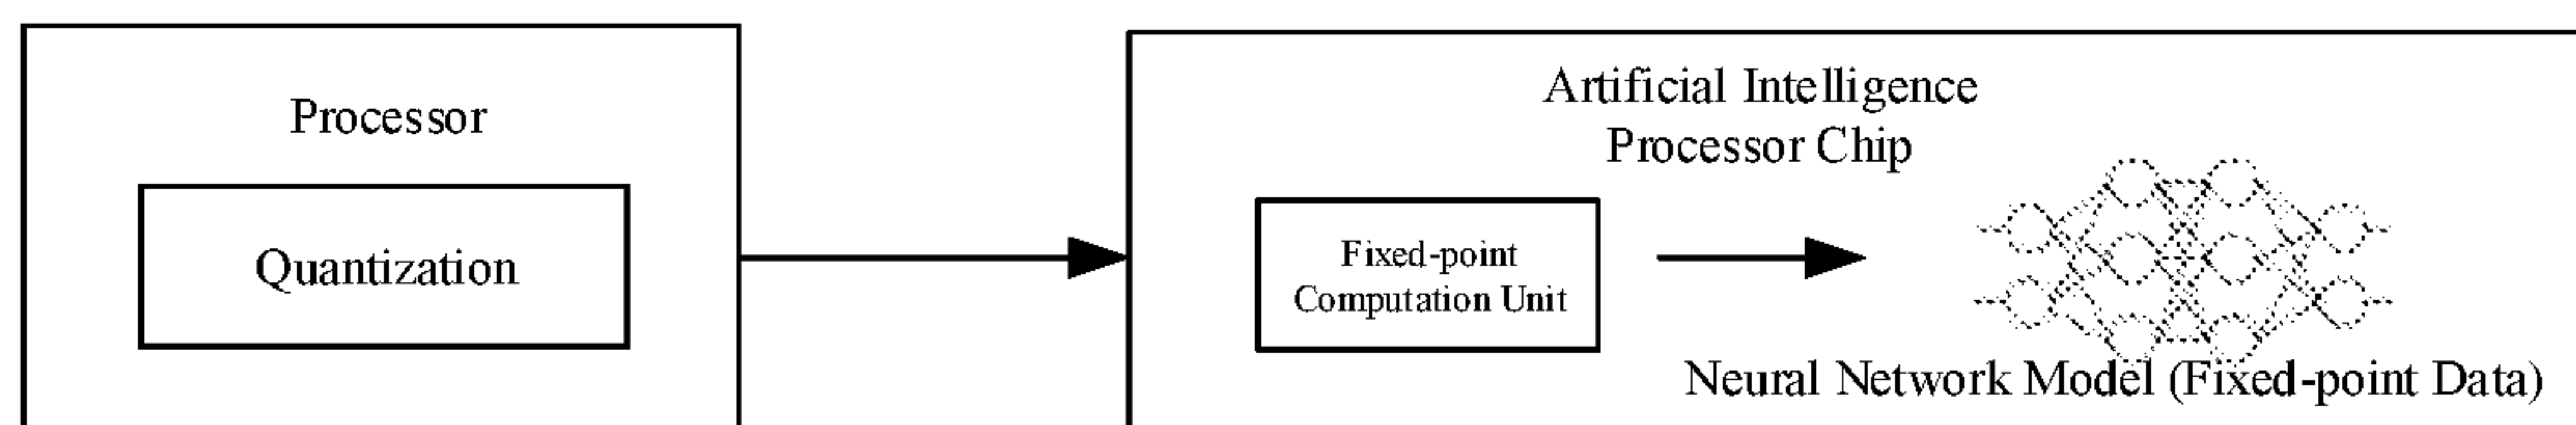 Processor
Quantization
Artificial Intelligence
Processor Chip
Fixed-point
Computation Unit
Neural Network Model (Fixed-point Data)